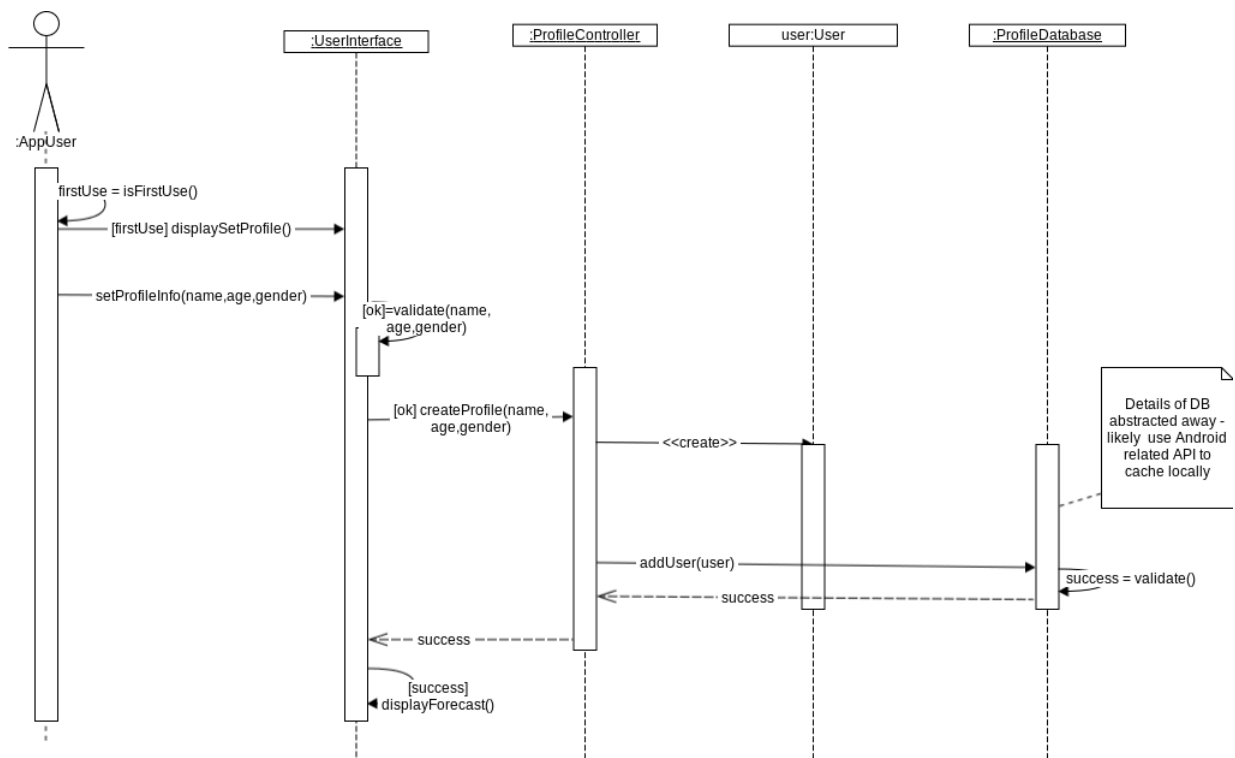 :UserInterface
:ProfileController
user:User
:ProfileDatabase
:AppUser
firstUse = isFirstUse()
[firstUse] displaySetProfile()
setProfileInfo(name,age,gender)
[ok]=validate(name,
age,gender)
[ok] createProfile(name,
age,gender)
<<create>>
Details of DB
abstracted away -
likely use Android
related API to
cache locally
addUser(user)
success = validate()
success
success
[success]
displayForecast()